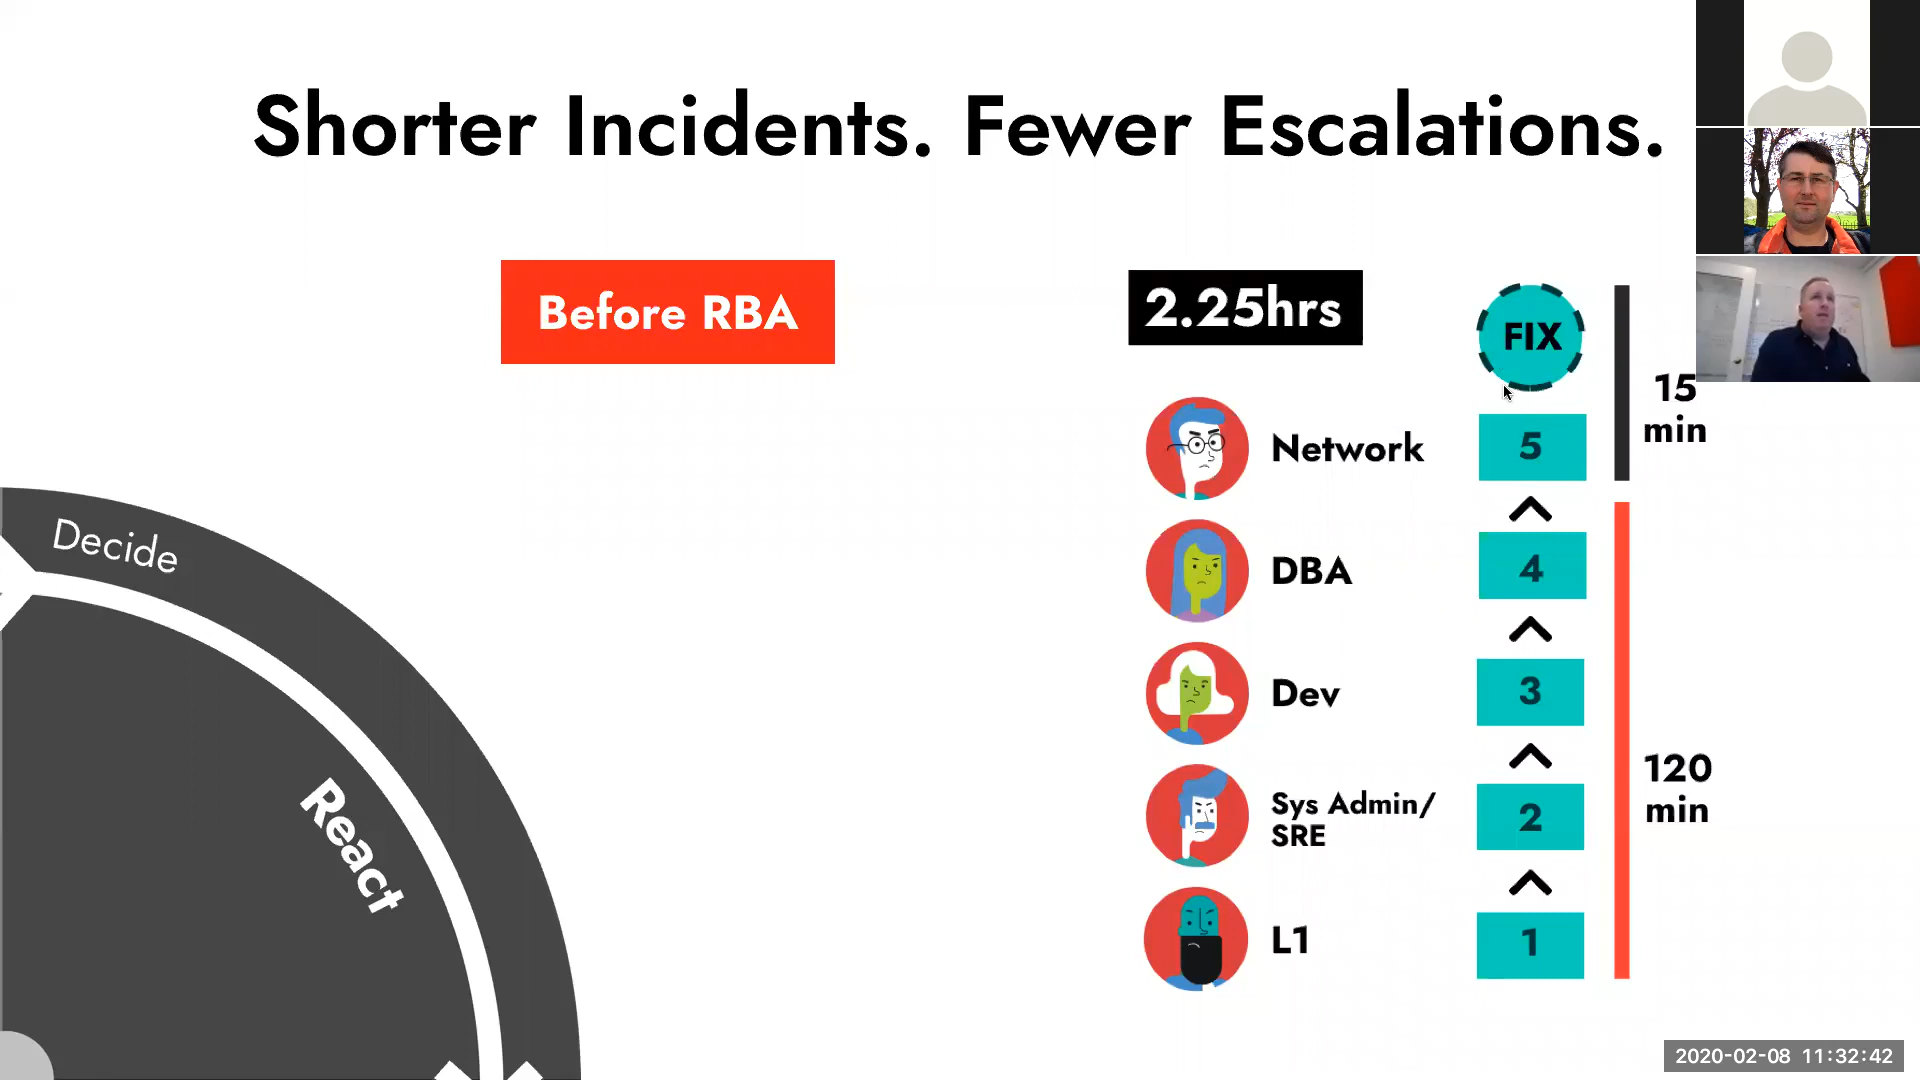 Shorter Incidents. Fewer Escalations.
Before RBA
2.25hrs
FIX
15
min
Network
5
DBA
4
Dev
3
Sys Admin/
SRE
2
120
min
L1
1
Decide
React
2020-02-08 11:32:42